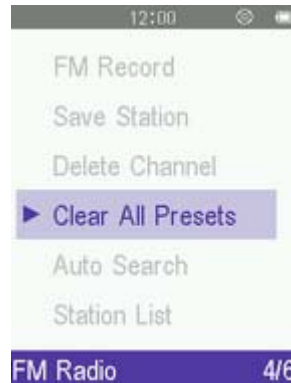 12:00
FM Record
Save Station
Delete Channel
Clear All Presets
Auto Search
Station List
FM Radio 4/6